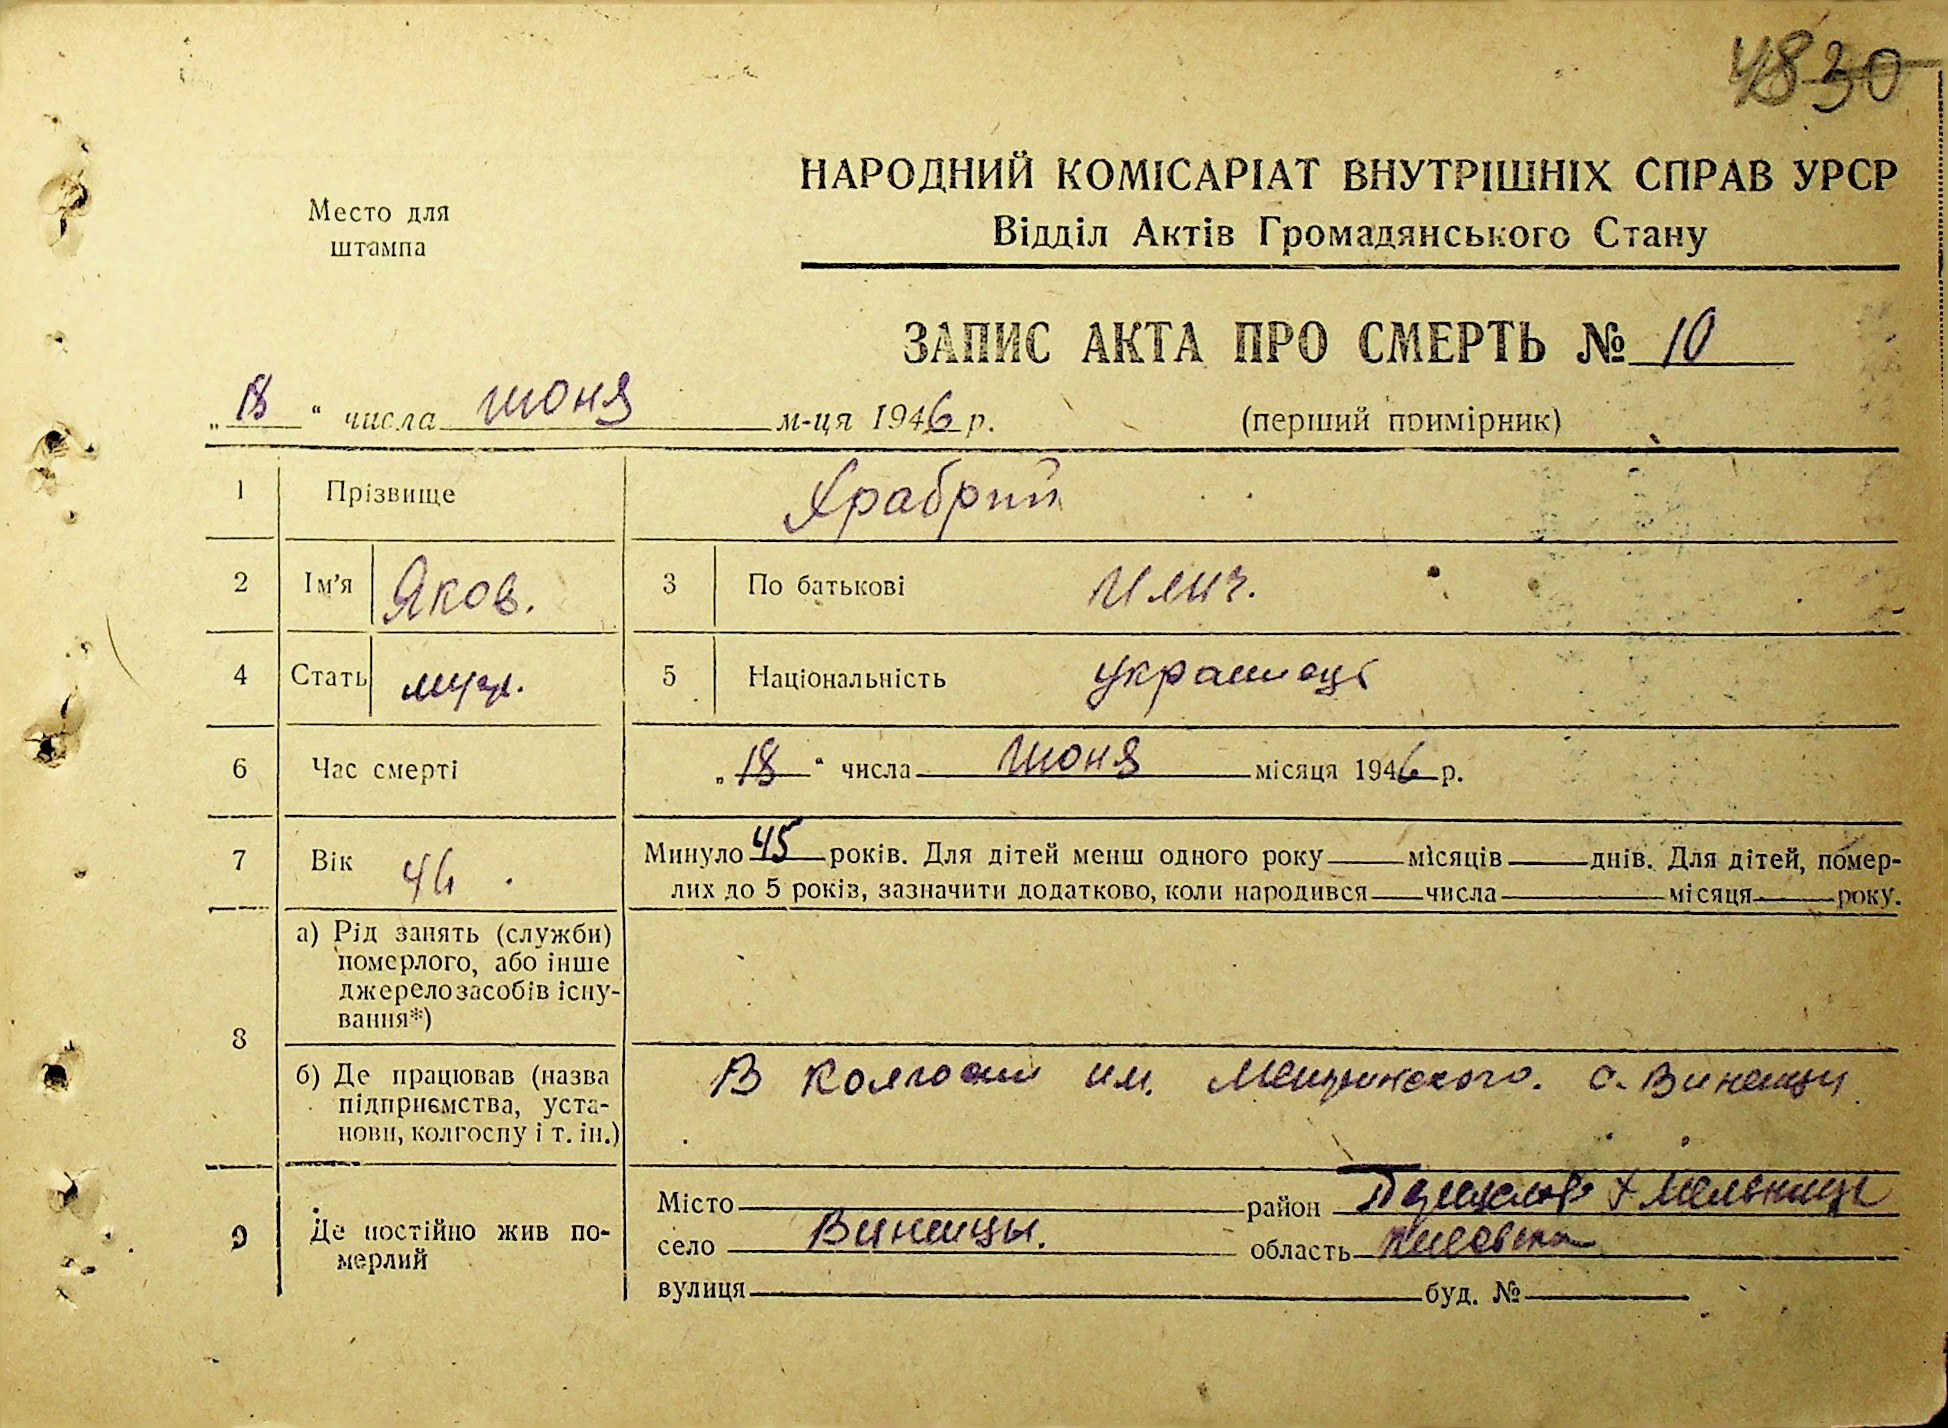 4830
Место для
штампа
НАРОДНИЙ КОМІСАРІАТ ВНУТРІШНІХ СПРАВ УРСР
Відділ Актів Громадянського Стану
ЗАПИС АКТА ПРО СМЕРТЬ № 10
„18“ числа июня м-ця 1946 р. (перший примірник)
1 Прізвище Храбрий
2 Ім'я Яков. 3 По батькові Илич.
4 Стать муж. 5 Національність украинець
6 Час смерті „18“ числа июня місяця 1946 р.
7 Вік Минуло 45 років. Для дітей менш одного року місяців днів. Для дітей, помер-
лих до 5 років, зазначити додатково, коли народився числа місяця року.
8 а) Рід занять (служби)
померлого, або інше
джерело засобів існу-
вання*)
б) Де працював (назва
підприємства, уста-
нови, колгоспу і т. ін.)
В колгоспі им. Менжинского. с. Винницы
9 Де постійно жив по-
мерлий
Місто район Хмельниц
село Винницы. область Киевская
вулиця буд. №